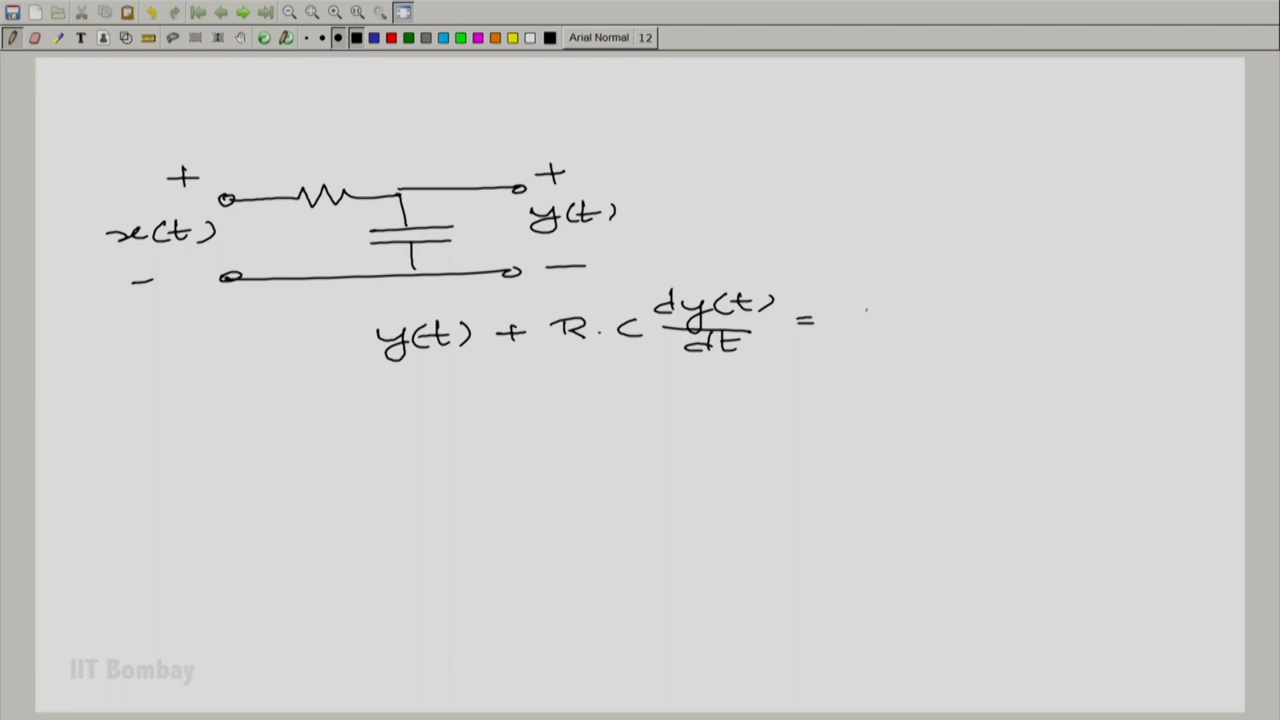 T Arial Normal 12
+ +
x(t) y(t)
- -
y(t) + R . C dy(t)/dt =
IIT Bombay